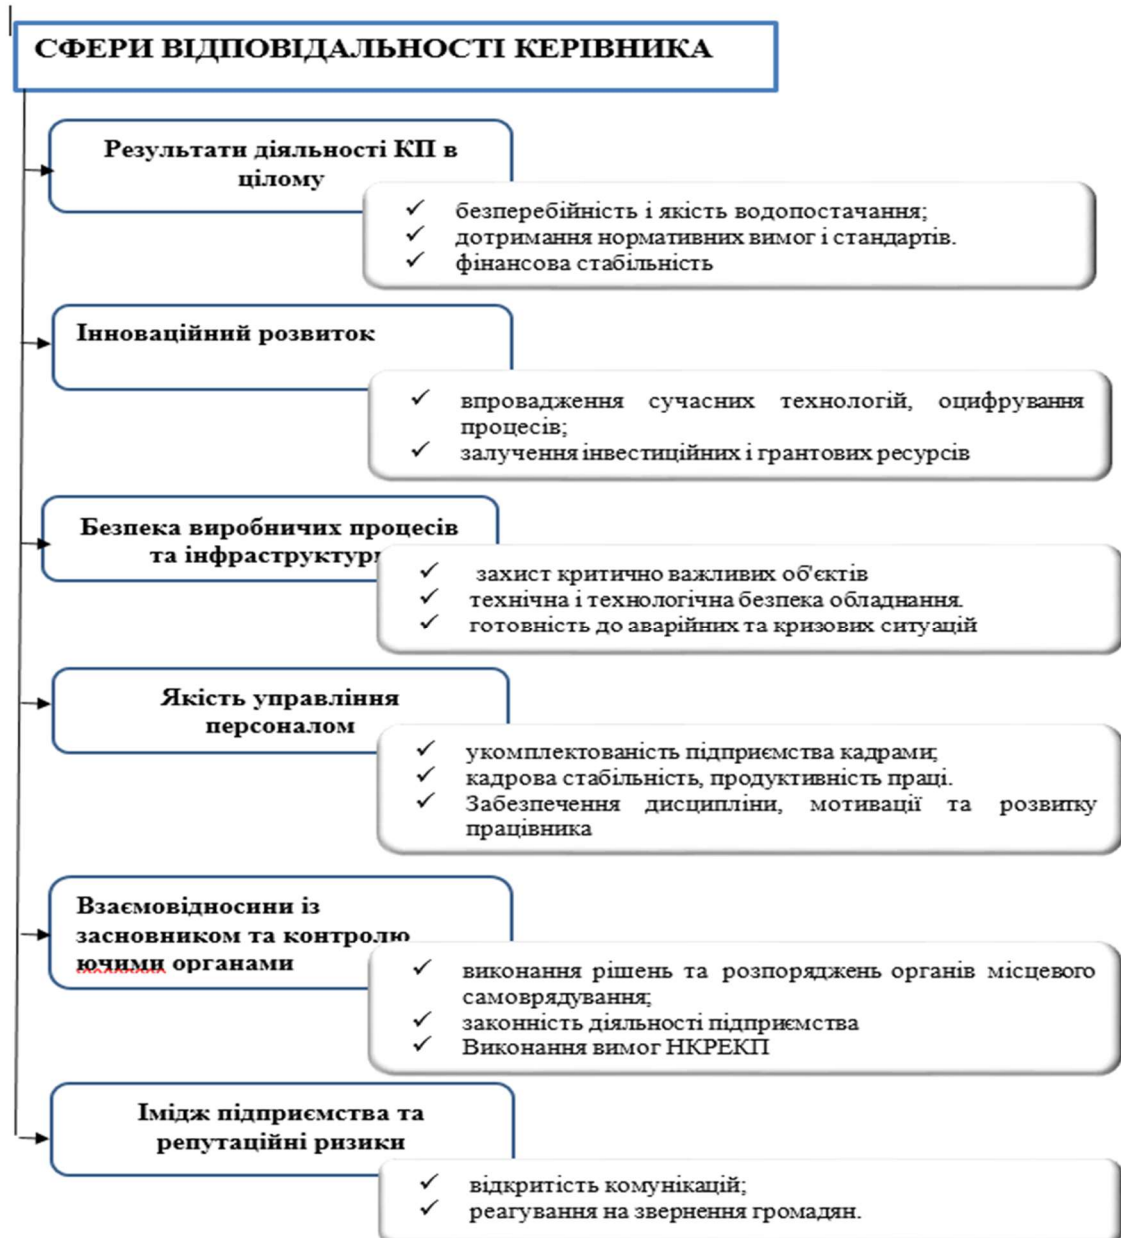 СФЕРИ ВІДПОВІДАЛЬНОСТІ КЕРІВНИКА
Результати діяльності КП в
цілому
✓ безперебійність і якість водопостачання;
✓ дотримання нормативних вимог і стандартів.
✓ фінансова стабільність
Інноваційний розвиток
✓ впровадження сучасних технологій, оцифрування
процесів;
✓ залучення інвестиційних і грантових ресурсів
Безпека виробничих процесів
та інфраструктури
✓ захист критично важливих об'єктів
✓ технічна і технологічна безпека обладнання.
✓ готовність до аварійних та кризових ситуацій
Якість управління
персоналом
✓ укомплектованість підприємства кадрами;
✓ кадрова стабільність, продуктивність праці.
✓ Забезпечення дисципліни, мотивації та розвитку
працівника
Взаємовідносини із
засновником та контролю
ючими органами
✓ виконання рішень та розпоряджень органів місцевого
самоврядування;
✓ законність діяльності підприємства
✓ Виконання вимог НКРЕКП
Імідж підприємства та
репутаційні ризики
✓ відкритість комунікацій;
✓ реагування на звернення громадян.